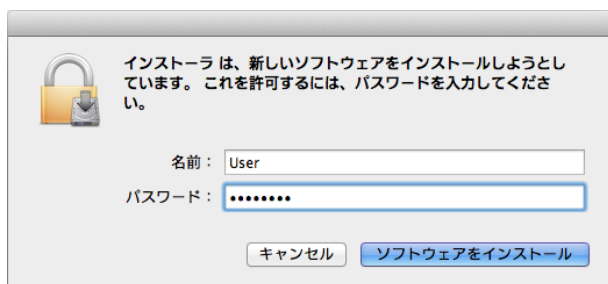 インストーラ は、新しいソフトウェアをインストールしようとし
ています。 これを許可するには、パスワードを入力してくださ
い。
名前： User
パスワード： ••••••••
キャンセル ソフトウェアをインストール